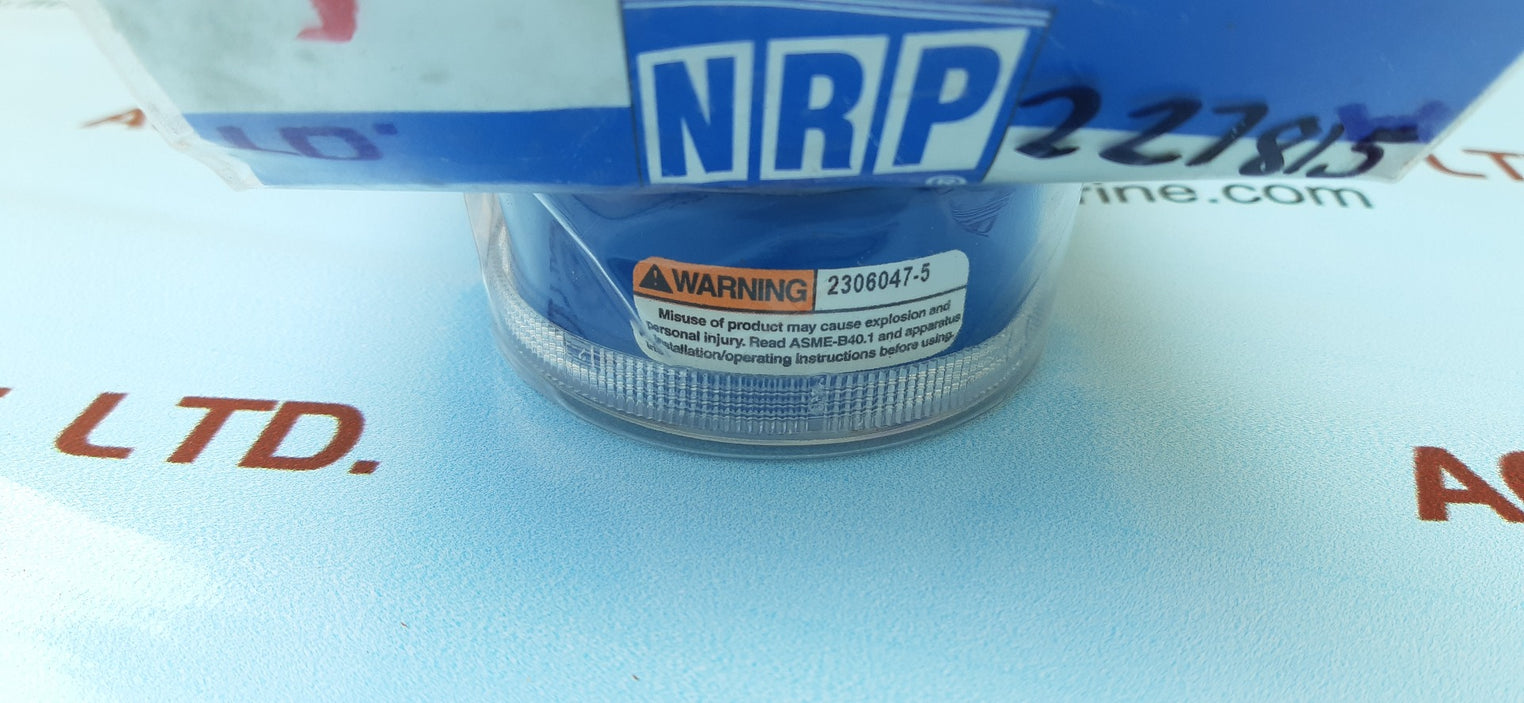 NRP
®
227815
rine.com
WARNING 2306047-5
Misuse of product may cause explosion and
personal injury. Read ASME-B40.1 and apparatus
installation/operating instructions before using.
LTD.